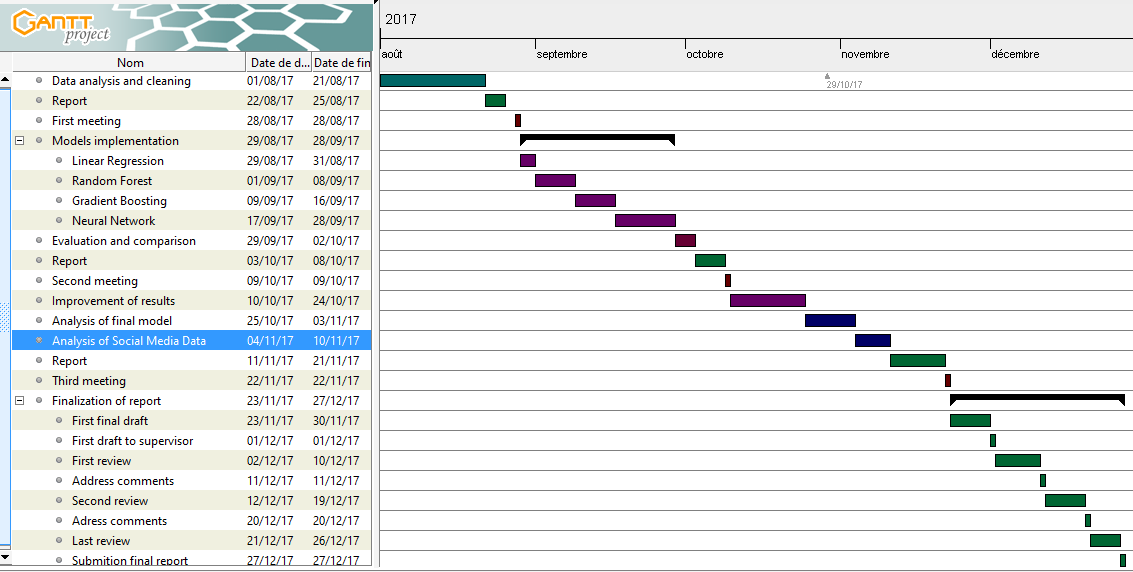 GANTT project
2017
août septembre octobre novembre décembre
Nom Date de d... Date de fin
29/10/17
Data analysis and cleaning 01/08/17 21/08/17
Report 22/08/17 25/08/17
First meeting 28/08/17 28/08/17
Models implementation 29/08/17 28/09/17
Linear Regression 29/08/17 31/08/17
Random Forest 01/09/17 08/09/17
Gradient Boosting 09/09/17 16/09/17
Neural Network 17/09/17 28/09/17
Evaluation and comparison 29/09/17 02/10/17
Report 03/10/17 08/10/17
Second meeting 09/10/17 09/10/17
Improvement of results 10/10/17 24/10/17
Analysis of final model 25/10/17 03/11/17
Analysis of Social Media Data 04/11/17 10/11/17
Report 11/11/17 21/11/17
Third meeting 22/11/17 22/11/17
Finalization of report 23/11/17 27/12/17
First final draft 23/11/17 30/11/17
First draft to supervisor 01/12/17 01/12/17
First review 02/12/17 10/12/17
Address comments 11/12/17 11/12/17
Second review 12/12/17 19/12/17
Adress comments 20/12/17 20/12/17
Last review 21/12/17 26/12/17
Submition final report 27/12/17 27/12/17